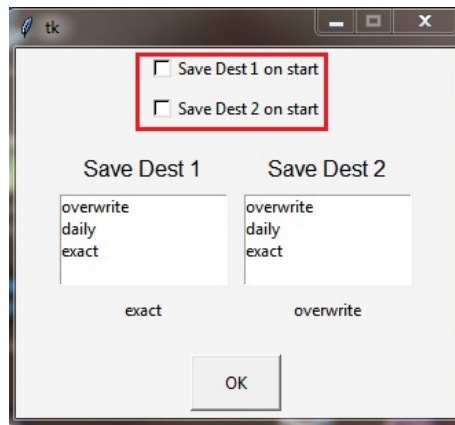 tk
Save Dest 1 on start
Save Dest 2 on start
Save Dest 1
Save Dest 2
overwrite
daily
exact
overwrite
daily
exact
exact
overwrite
OK